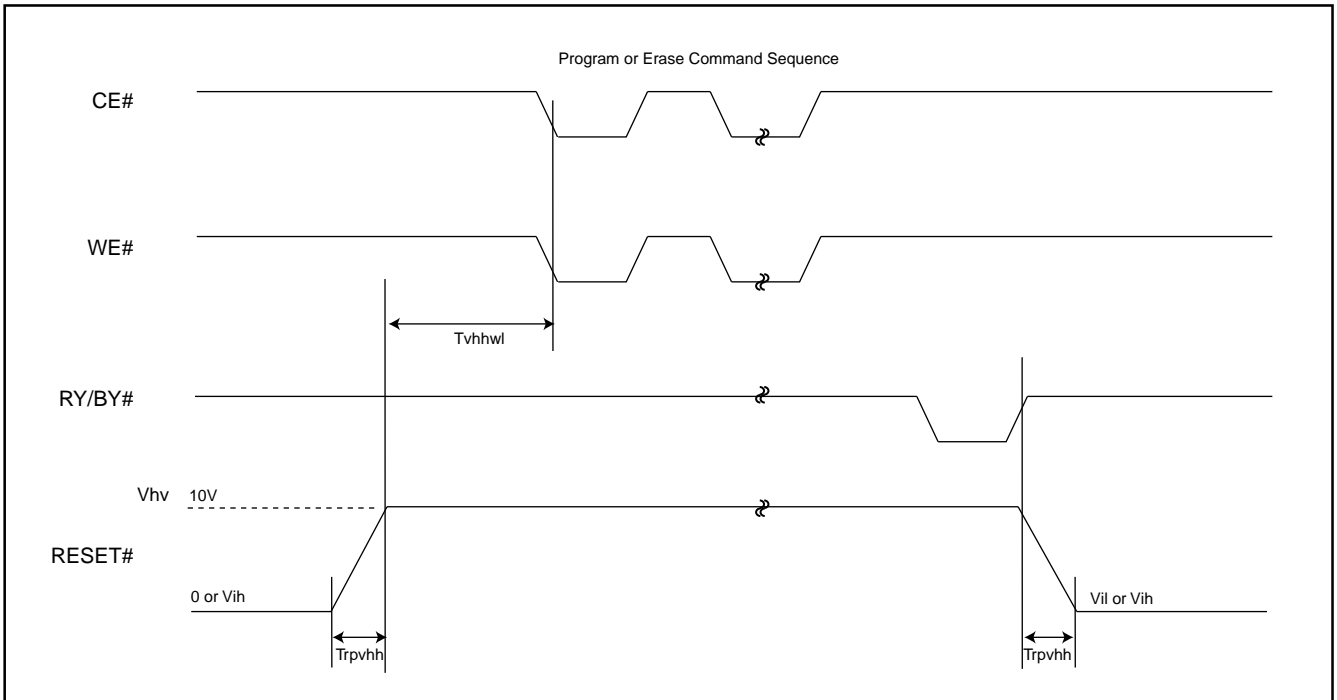 Program or Erase Command Sequence
CE#
WE#
Tvhhwl
RY/BY#
Vhv 10V
RESET#
0 or Vih
Vil or Vih
Trpvhh
Trpvhh